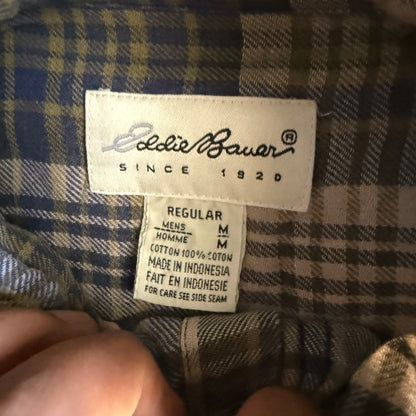 Eddie Bauer®
SINCE 1920
REGULAR
MENS M
HOMME M
COTTON 100% COTON
MADE IN INDONESIA
FAIT EN INDONESIE
FOR CARE SEE SIDE SEAM